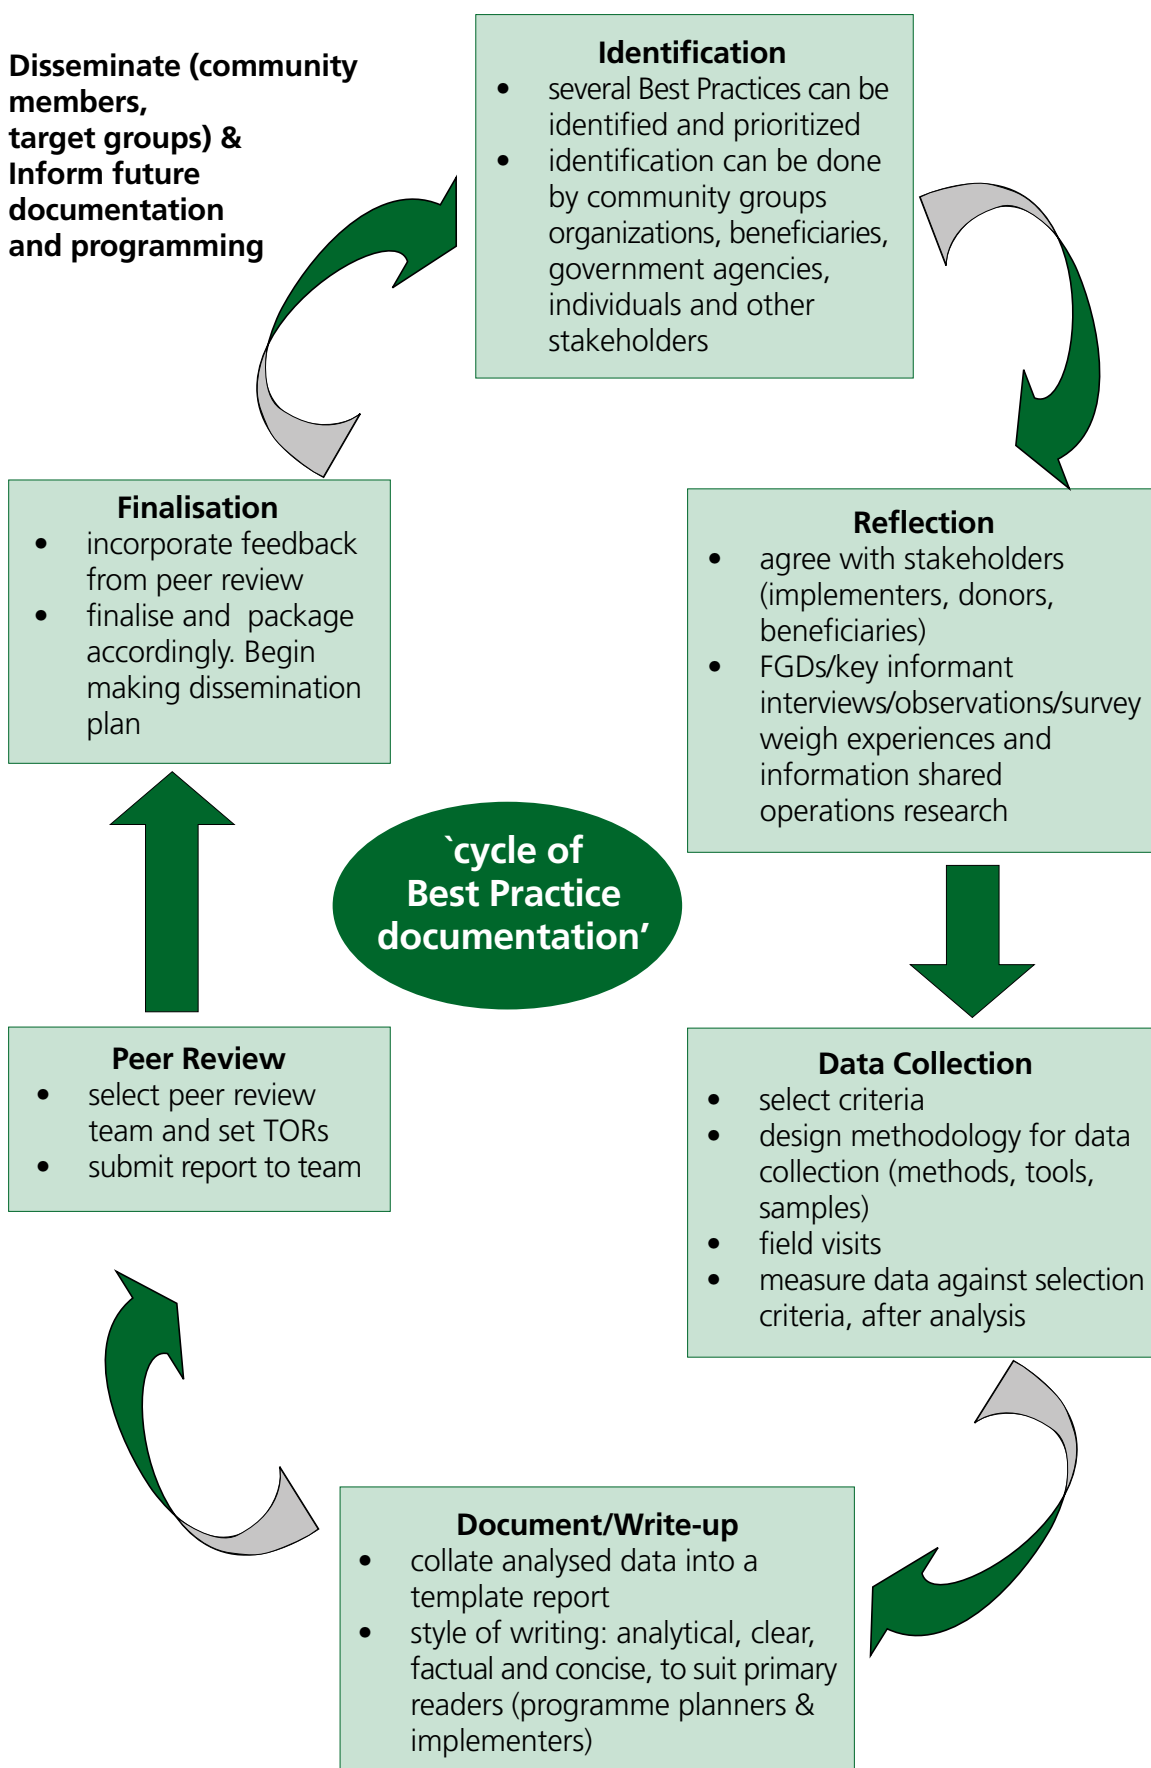 Disseminate (community
members,
target groups) &
Inform future
documentation
and programming
Identification
• several Best Practices can be
identified and prioritized
• identification can be done
by community groups
organizations, beneficiaries,
government agencies,
individuals and other
stakeholders
Reflection
• agree with stakeholders
(implementers, donors,
beneficiaries)
• FGDs/key informant
interviews/observations/survey
weigh experiences and
information shared
operations research
Data Collection
• select criteria
• design methodology for data
collection (methods, tools,
samples)
• field visits
• measure data against selection
criteria, after analysis
Document/Write-up
• collate analysed data into a
template report
• style of writing: analytical, clear,
factual and concise, to suit primary
readers (programme planners &
implementers)
Peer Review
• select peer review
team and set TORs
• submit report to team
Finalisation
• incorporate feedback
from peer review
• finalise and package
accordingly. Begin
making dissemination
plan
`cycle of
Best Practice
documentation’